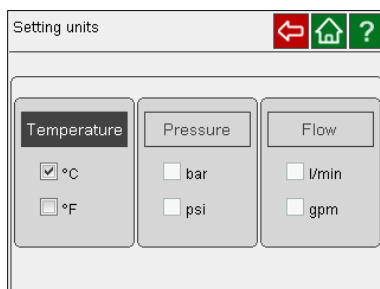 Setting units
?
Temperature
Pressure
Flow
°C
bar
l/min
°F
psi
gpm